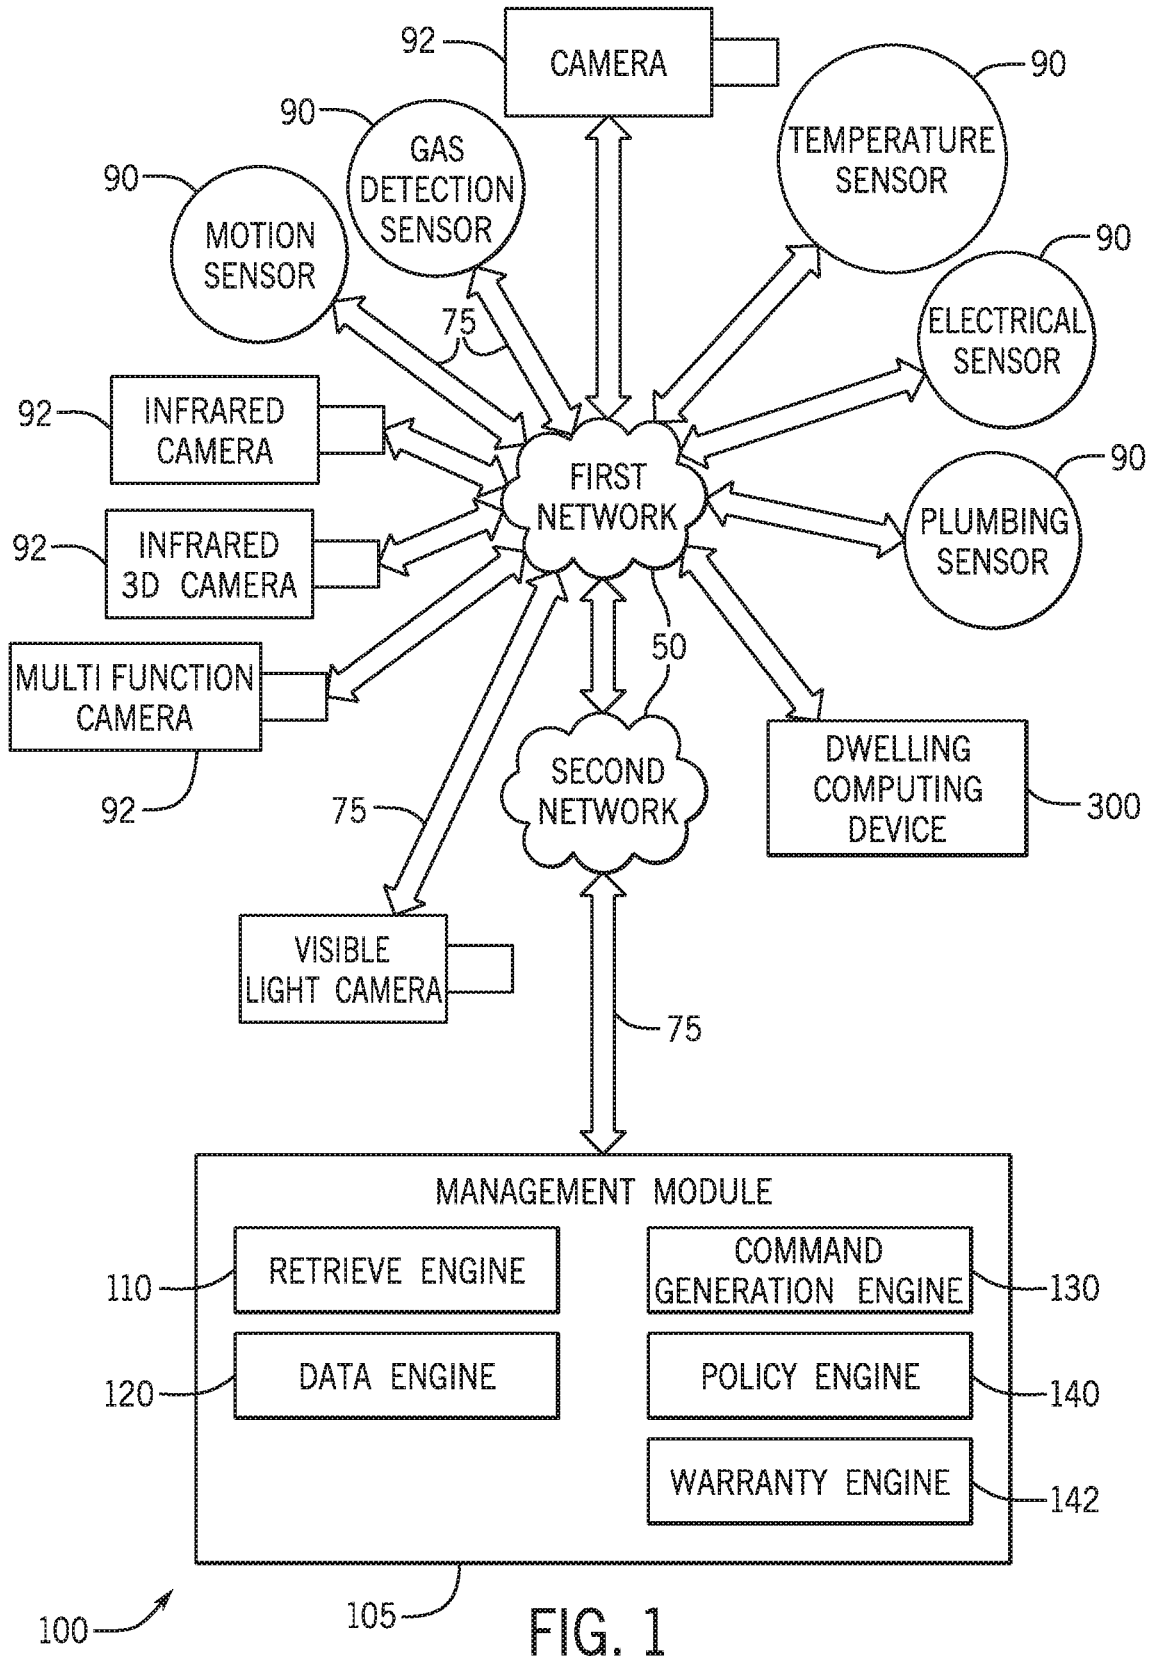 92
CAMERA
90
TEMPERATURE
SENSOR
90
GAS
DETECTION
SENSOR
90
MOTION
SENSOR
90
ELECTRICAL
SENSOR
75
92
INFRARED
CAMERA
FIRST
NETWORK
90
PLUMBING
SENSOR
92
INFRARED
3D CAMERA
50
MULTI FUNCTION
CAMERA
92
SECOND
NETWORK
DWELLING
COMPUTING
DEVICE
300
75
VISIBLE
LIGHT CAMERA
75
MANAGEMENT MODULE
110
RETRIEVE ENGINE
COMMAND
GENERATION ENGINE
130
120
DATA ENGINE
POLICY ENGINE
140
WARRANTY ENGINE
142
100
105
FIG. 1